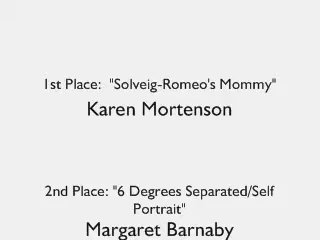 1st Place:  "Solveig-Romeo's Mommy"
Karen Mortenson
2nd Place: "6 Degrees Separated/Self
Portrait"
Margaret Barnaby